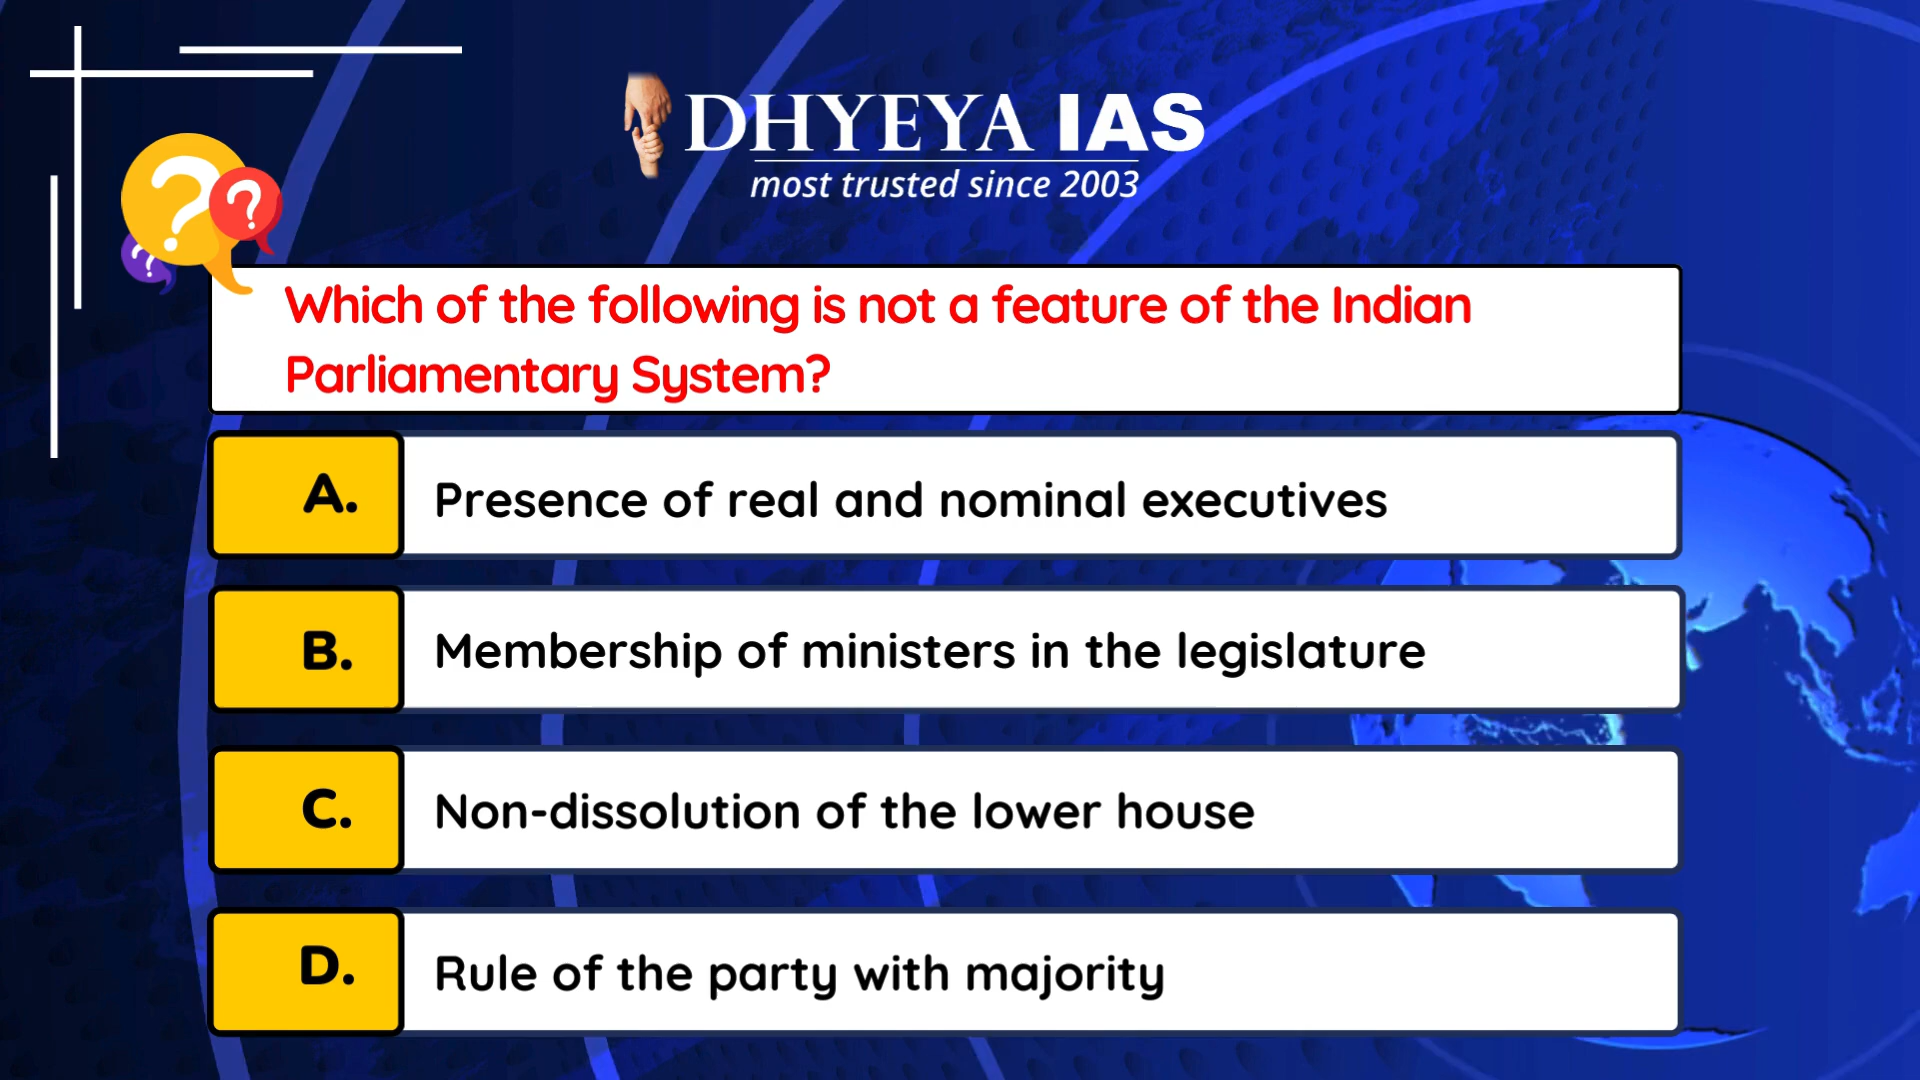 DHYEYA IAS
most trusted since 2003
Which of the following is not a feature of the Indian
Parliamentary System?
A. Presence of real and nominal executives
B. Membership of ministers in the legislature
C. Non-dissolution of the lower house
D. Rule of the party with majority